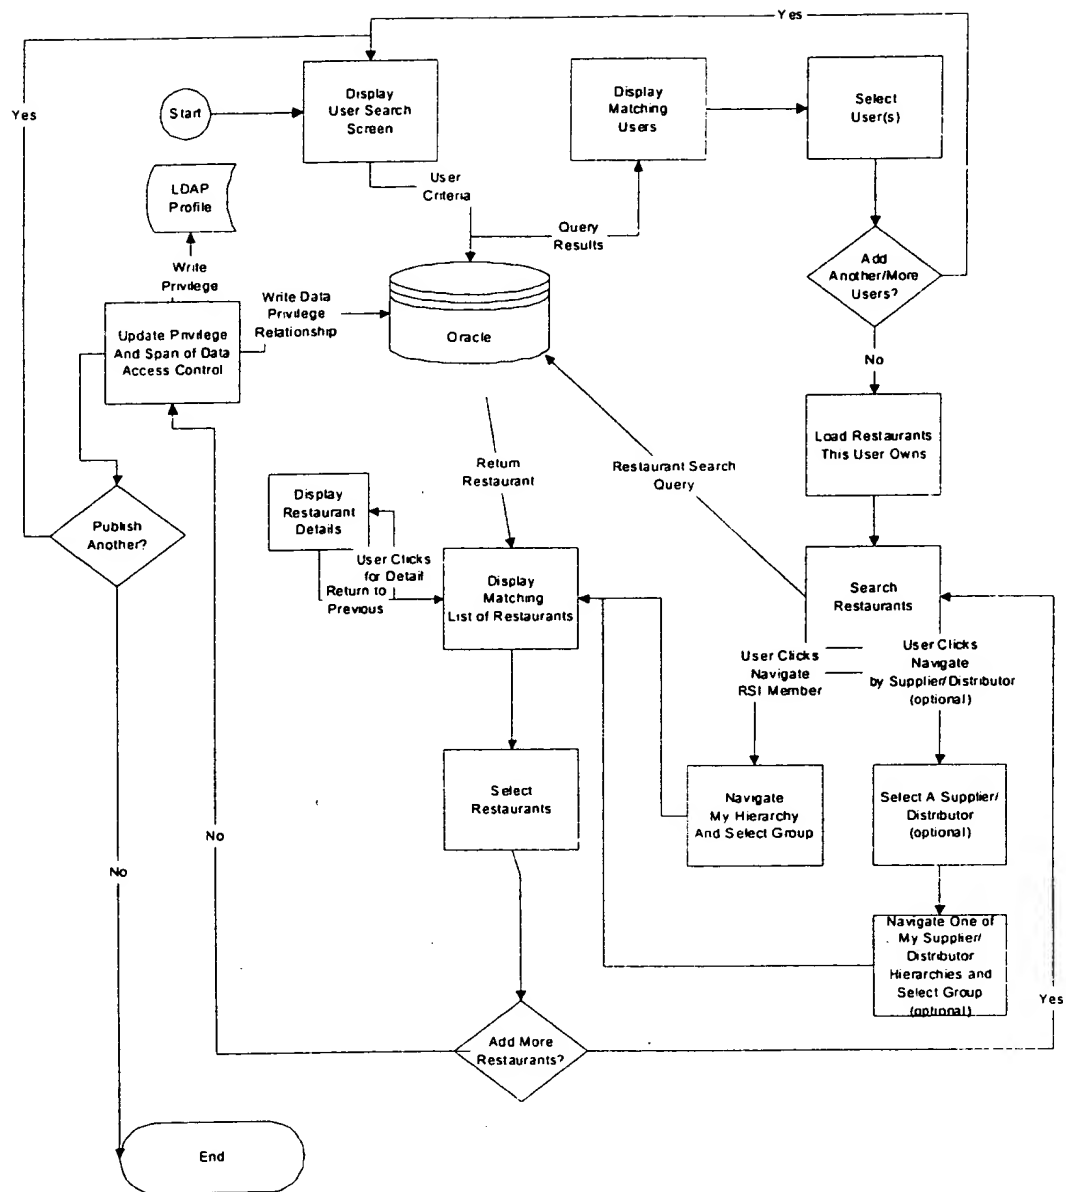 Yes
Yes
Start
Display
User Search
Screen
Display
Matching
Users
Select
User(s)
LDAP
Profile
User
Criteria
Query
Results
Add
Another/More
Users?
Write
Privilege
Write Data
Privilege
Relationship
Update Privilege
And Span of Data
Access Control
Oracle
No
Load Restaurants
This User Owns
Return
Restaurant
Restaurant Search
Query
Display
Restaurant
Details
Publish
Another?
User Clicks
for Detail
Return to
Previous
Display
Matching
List of Restaurants
Search
Restaurants
User Clicks
Navigate
RSI Member
User Clicks
Navigate
by Supplier/Distributor
(optional)
Select
Restaurants
Navigate
My Hierarchy
And Select Group
Select A Supplier/
Distributor
(optional)
No
No
Navigate One of
My Supplier/
Distributor
Hierarchies and
Select Group
(optional)
Yes
Add More
Restaurants?
End